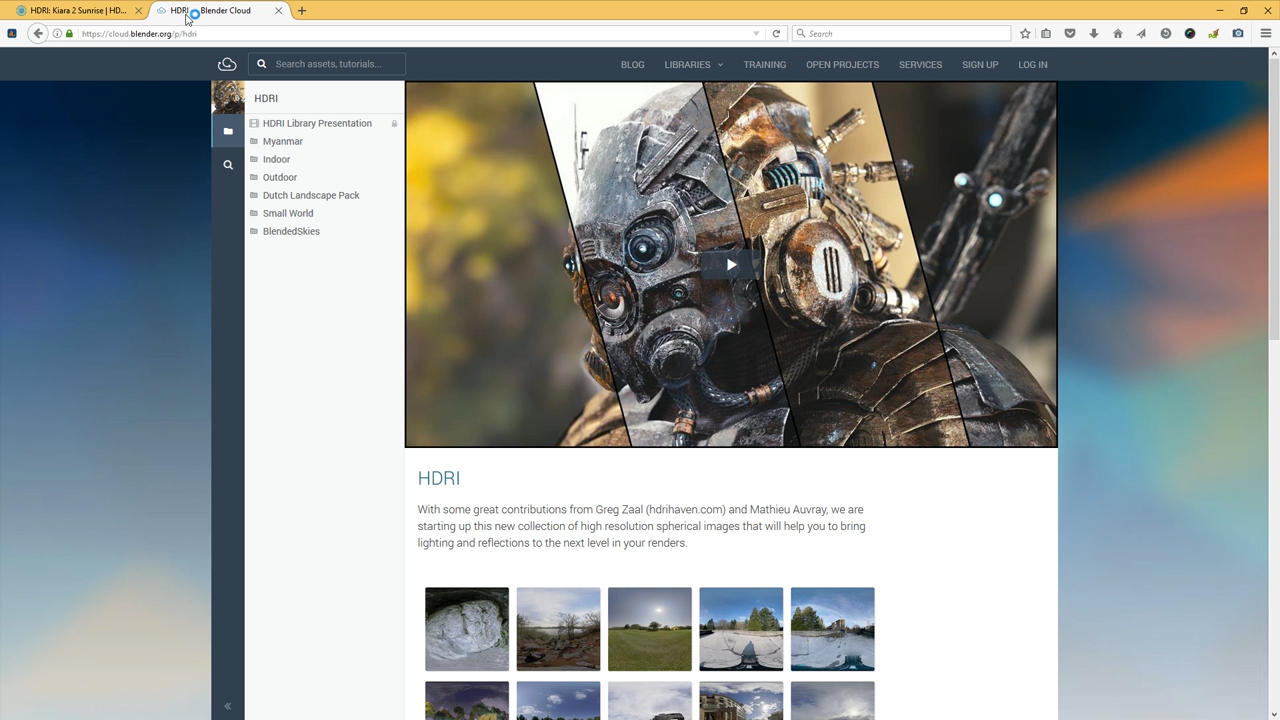 HDRI: Kiara 2 Sunrise | HD...
HDRI — Blender Cloud
https://cloud.blender.org/p/hdri
Search
Search assets, tutorials...
BLOG
LIBRARIES
TRAINING
OPEN PROJECTS
SERVICES
SIGN UP
LOG IN
HDRI
HDRI Library Presentation
Myanmar
Indoor
Outdoor
Dutch Landscape Pack
Small World
BlendedSkies
HDRI
With some great contributions from Greg Zaal (hdrihaven.com) and Mathieu Auvray, we are
starting up this new collection of high resolution spherical images that will help you to bring
lighting and reflections to the next level in your renders.